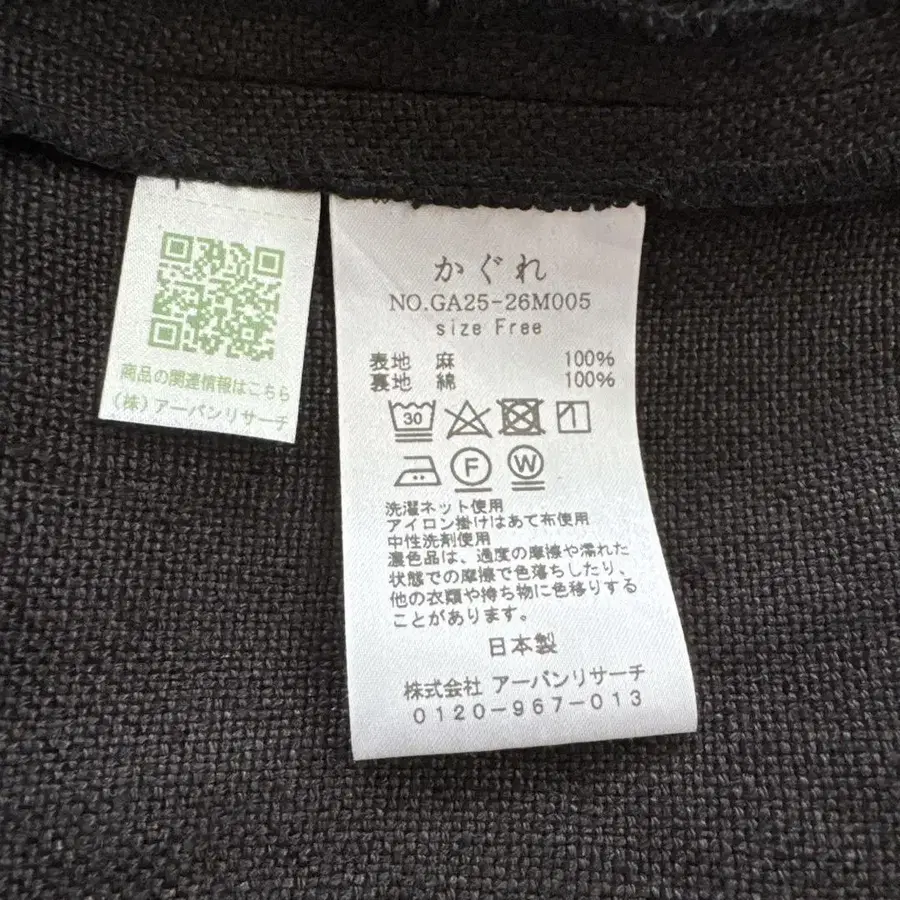 商品の関連情報はこちら
(株)アーバンリサーチ
かぐれ
NO.GA25-26M005
size Free
表地 麻 100%
裏地 綿 100%
30
F W
洗濯ネット使用
アイロン掛けはあて布使用
中性洗剤使用
濃色品は、過度の摩擦や濡れた
状態での摩擦で色落ちしたり、
他の衣類や持ち物に色移りする
ことがあります。
日本製
株式会社 アーバンリサーチ
0120-967-013